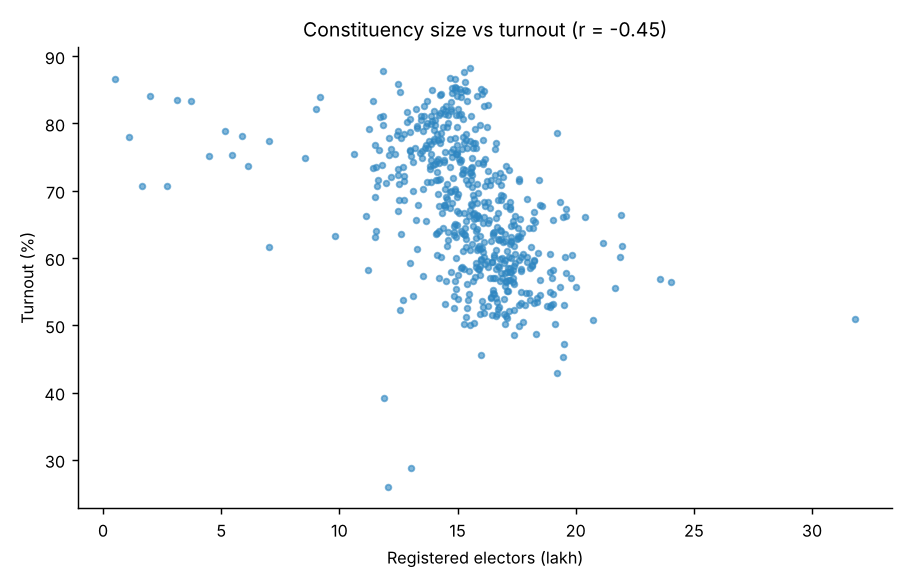 Constituency size vs turnout (r = -0.45)
90
80
70
60
50
40
30
Turnout (%)
0 5 10 15 20 25 30
Registered electors (lakh)